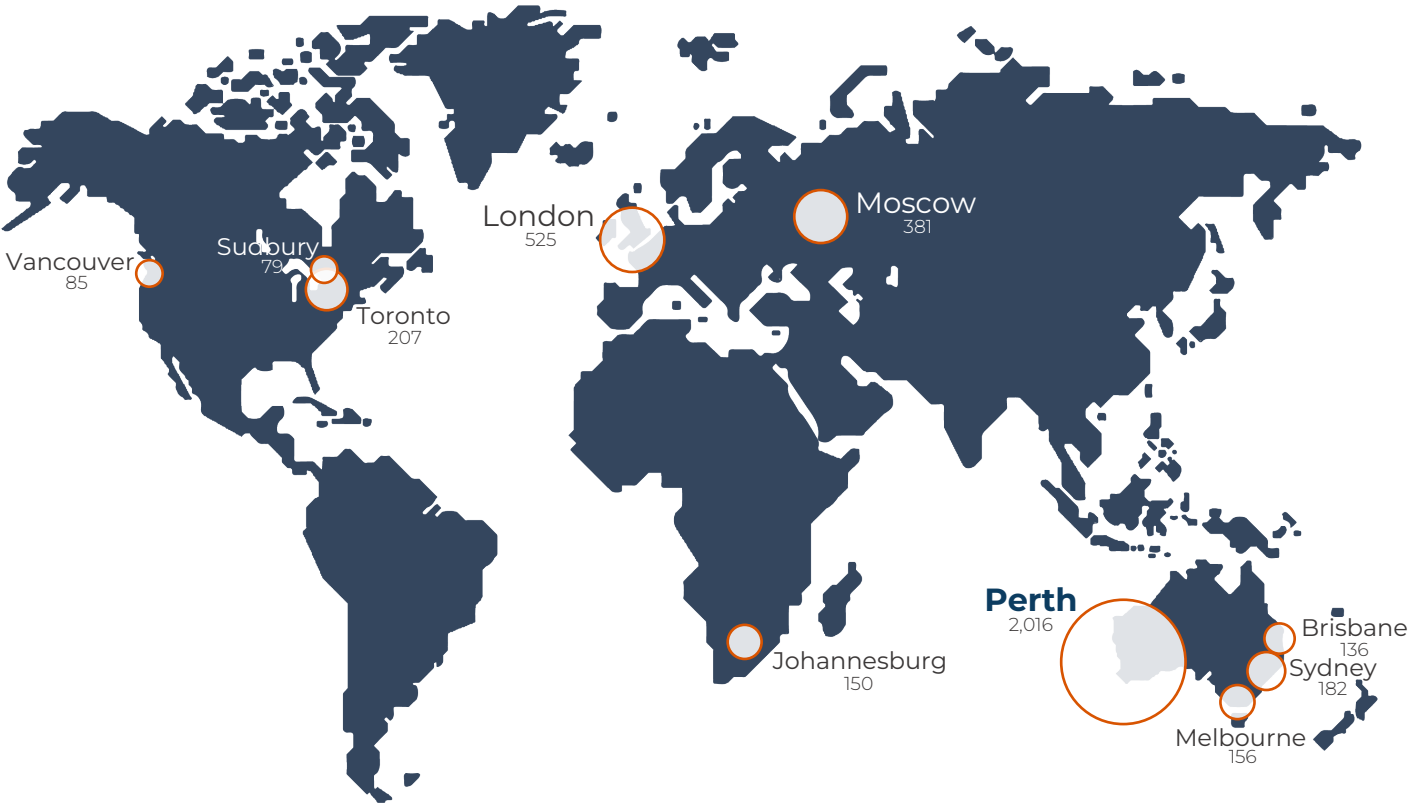 London
525
Moscow
381
Sudbury
79
Vancouver
85
Toronto
207
Perth
2,016
Brisbane
136
Sydney
182
Johannesburg
150
Melbourne
156